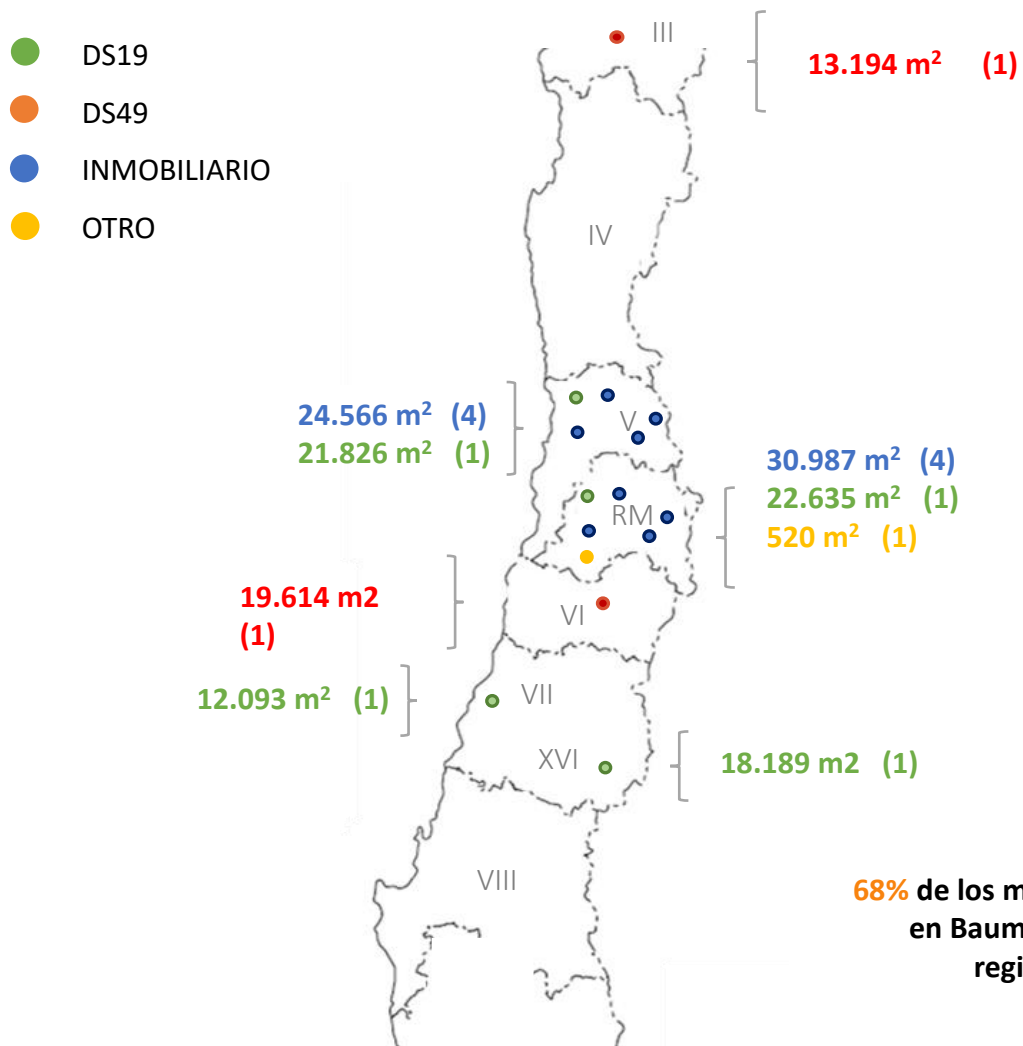 DS19
DS49
INMOBILIARIO
OTRO
III
13.194 m² (1)
IV
24.566 m² (4)
21.826 m² (1)
V
30.987 m² (4)
22.635 m² (1)
520 m² (1)
RM
19.614 m2
(1)
VI
12.093 m² (1)
VII
XVI
18.189 m2 (1)
VIII
68% de los m
en Baum
regi